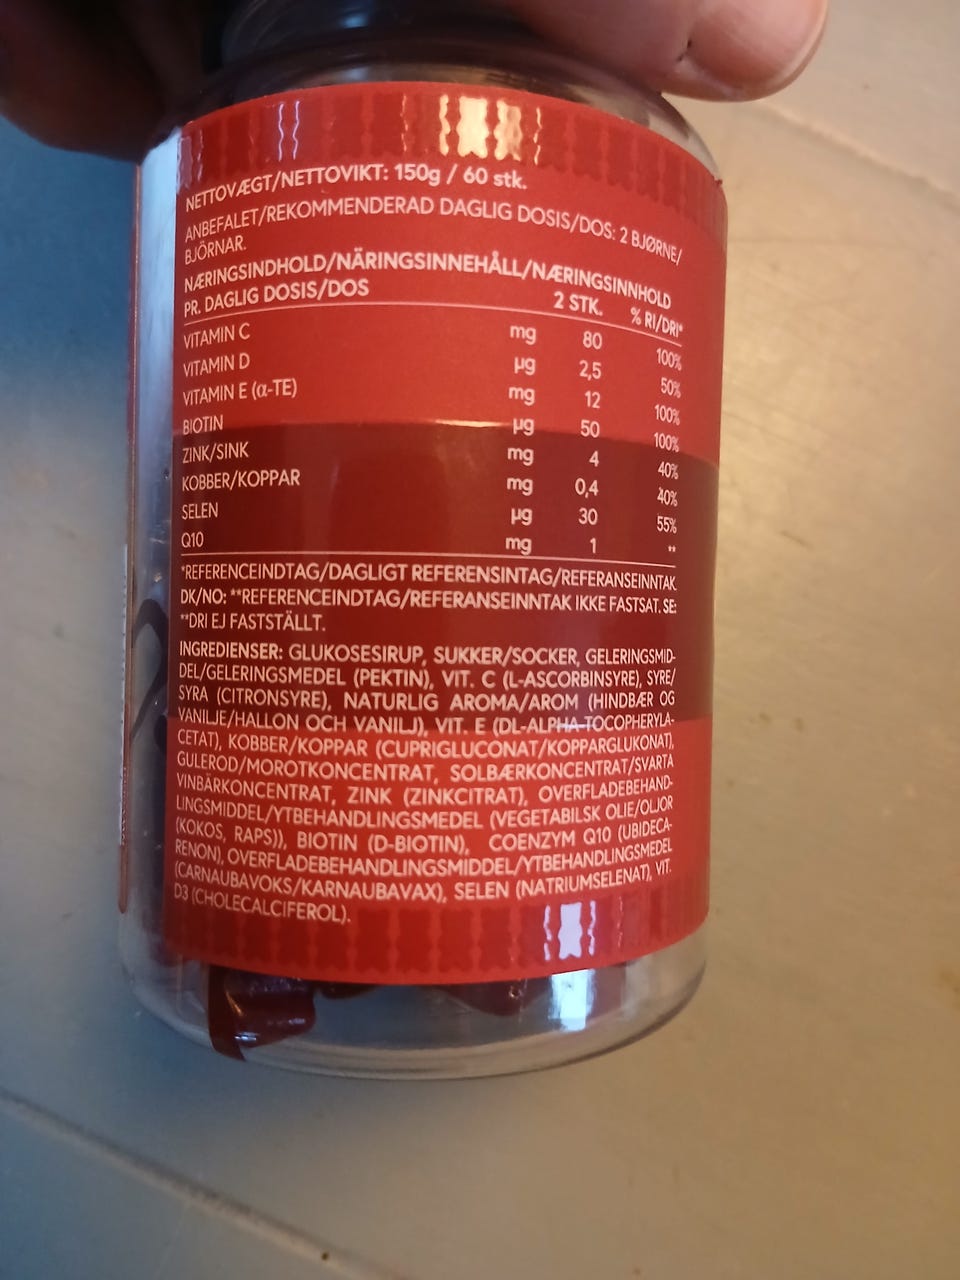 NETTOVÆGT/NETTOVIKT: 150g / 60 stk.
ANBEFALET/REKOMMENDERAD DAGLIG DOSIS/DOS: 2 BJØRNE/
BJÖRNAR.
NÆRINGSINDHOLD/NÄRINGSINNEHÅLL/NÆRINGSINNHOLD
PR. DAGLIG DOSIS/DOS 2 STK. % RI/DRI*
VITAMIN C mg 80 100%
VITAMIN D µg 2,5 50%
VITAMIN E (α-TE) mg 12 100%
BIOTIN µg 50 100%
ZINK/SINK mg 4 40%
KOBBER/KOPPAR mg 0,4 40%
SELEN µg 30 55%
Q10 mg 1 **
*REFERENCEINDTAG/DAGLIGT REFERENSINTAG/REFERANSEINNTAK.
DK/NO: **REFERENCEINDTAG/REFERANSEINNTAK IKKE FASTSAT. SE:
**DRI EJ FASTSTÄLLT.
INGREDIENSER: GLUKOSESIRUP, SUKKER/SOCKER, GELERINGSMID-
DEL/GELERINGSMEDEL (PEKTIN), VIT. C (L-ASCORBINSYRE), SYRE/
SYRA (CITRONSYRE), NATURLIG AROMA/AROM (HINDBÆR OG
VANILJE/HALLON OCH VANILJ), VIT. E (DL-ALPHA-TOCOPHERYLA-
CETAT), KOBBER/KOPPAR (CUPRIGLUCONAT/KOPPARGLUKONAT),
GULEROD/MOROTKONCENTRAT, SOLBÆRKONCENTRAT/SVARTA
VINBÄRKONCENTRAT, ZINK (ZINKCITRAT), OVERFLADEBEHAND-
LINGSMIDDEL/YTBEHANDLINGSMEDEL (VEGETABILSK OLIE/OLJOR
(KOKOS, RAPS)), BIOTIN (D-BIOTIN), COENZYM Q10 (UBIDECA-
RENON), OVERFLADEBEHANDLINGSMIDDEL/YTBEHANDLINGSMEDEL
(CARNAUBAVOKS/KARNAUBAVAX), SELEN (NATRIUMSELENAT), VIT.
D3 (CHOLECALCIFEROL).